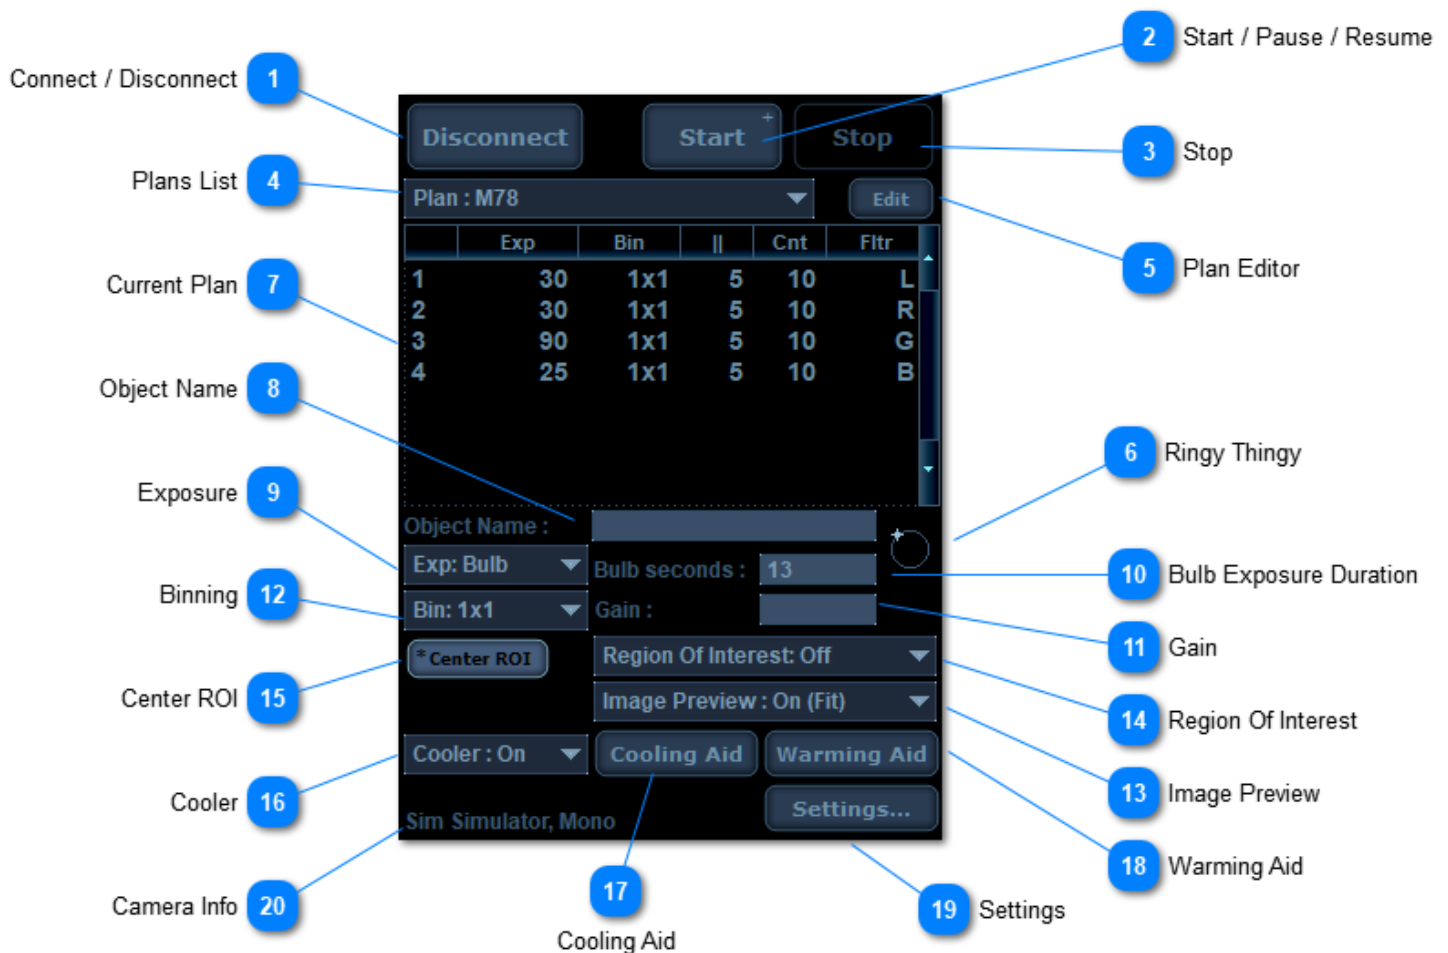 2 Start / Pause / Resume
Connect / Disconnect 1
Disconnect Start + Stop
3 Stop
Plans List 4
Plan : M78 Edit
Exp Bin || Cnt Fltr
5 Plan Editor
1 30 1x1 5 10 L
Current Plan 7
2 30 1x1 5 10 R
3 90 1x1 5 10 G
4 25 1x1 5 10 B
Object Name 8
6 Ringy Thingy
Exposure 9
Object Name :
Exp: Bulb Bulb seconds : 13
10 Bulb Exposure Duration
Binning 12
Bin: 1x1 Gain :
11 Gain
*Center ROI Region Of Interest: Off
Center ROI 15
Image Preview : On (Fit)
14 Region Of Interest
Cooler : On Cooling Aid Warming Aid
Cooler 16
13 Image Preview
Settings...
Sim Simulator, Mono
18 Warming Aid
17
Cooling Aid
Camera Info 20
19 Settings